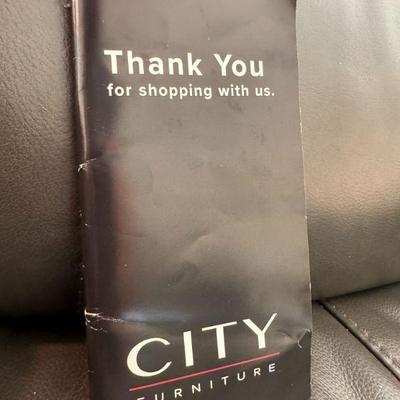 Thank You
for shopping with us.
CITY
FURNITURE